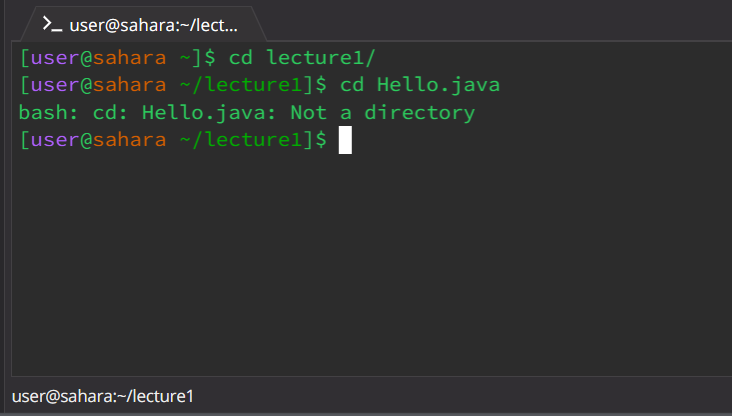 user@sahara:~/lect...
[user@sahara ~]$ cd lecture1/
[user@sahara ~/lecture1]$ cd Hello.java
bash: cd: Hello.java: Not a directory
[user@sahara ~/lecture1]$
user@sahara:~/lecture1